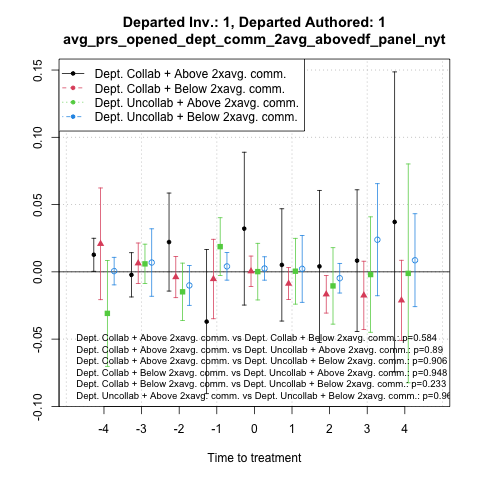 Departed Inv.: 1, Departed Authored: 1
avg_prs_opened_dept_comm_2avg_abovedf_panel_nyt
Dept. Collab + Above 2xavg. comm.
Dept. Collab + Below 2xavg. comm.
Dept. Uncollab + Above 2xavg. comm.
Dept. Uncollab + Below 2xavg. comm.
0.15
0.10
0.05
0.00
-0.05
-0.10
Dept. Collab + Above 2xavg. comm. vs Dept. Collab + Below 2xavg. comm.: p=0.584
Dept. Collab + Above 2xavg. comm. vs Dept. Uncollab + Above 2xavg. comm.: p=0.89
Dept. Collab + Above 2xavg. comm. vs Dept. Uncollab + Below 2xavg. comm.: p=0.906
Dept. Collab + Below 2xavg. comm. vs Dept. Uncollab + Above 2xavg. comm.: p=0.948
Dept. Collab + Below 2xavg. comm. vs Dept. Uncollab + Below 2xavg. comm.: p=0.233
Dept. Uncollab + Above 2xavg. comm. vs Dept. Uncollab + Below 2xavg. comm.:
-4 -3 -2 -1 0 1 2 3 4
Time to treatment